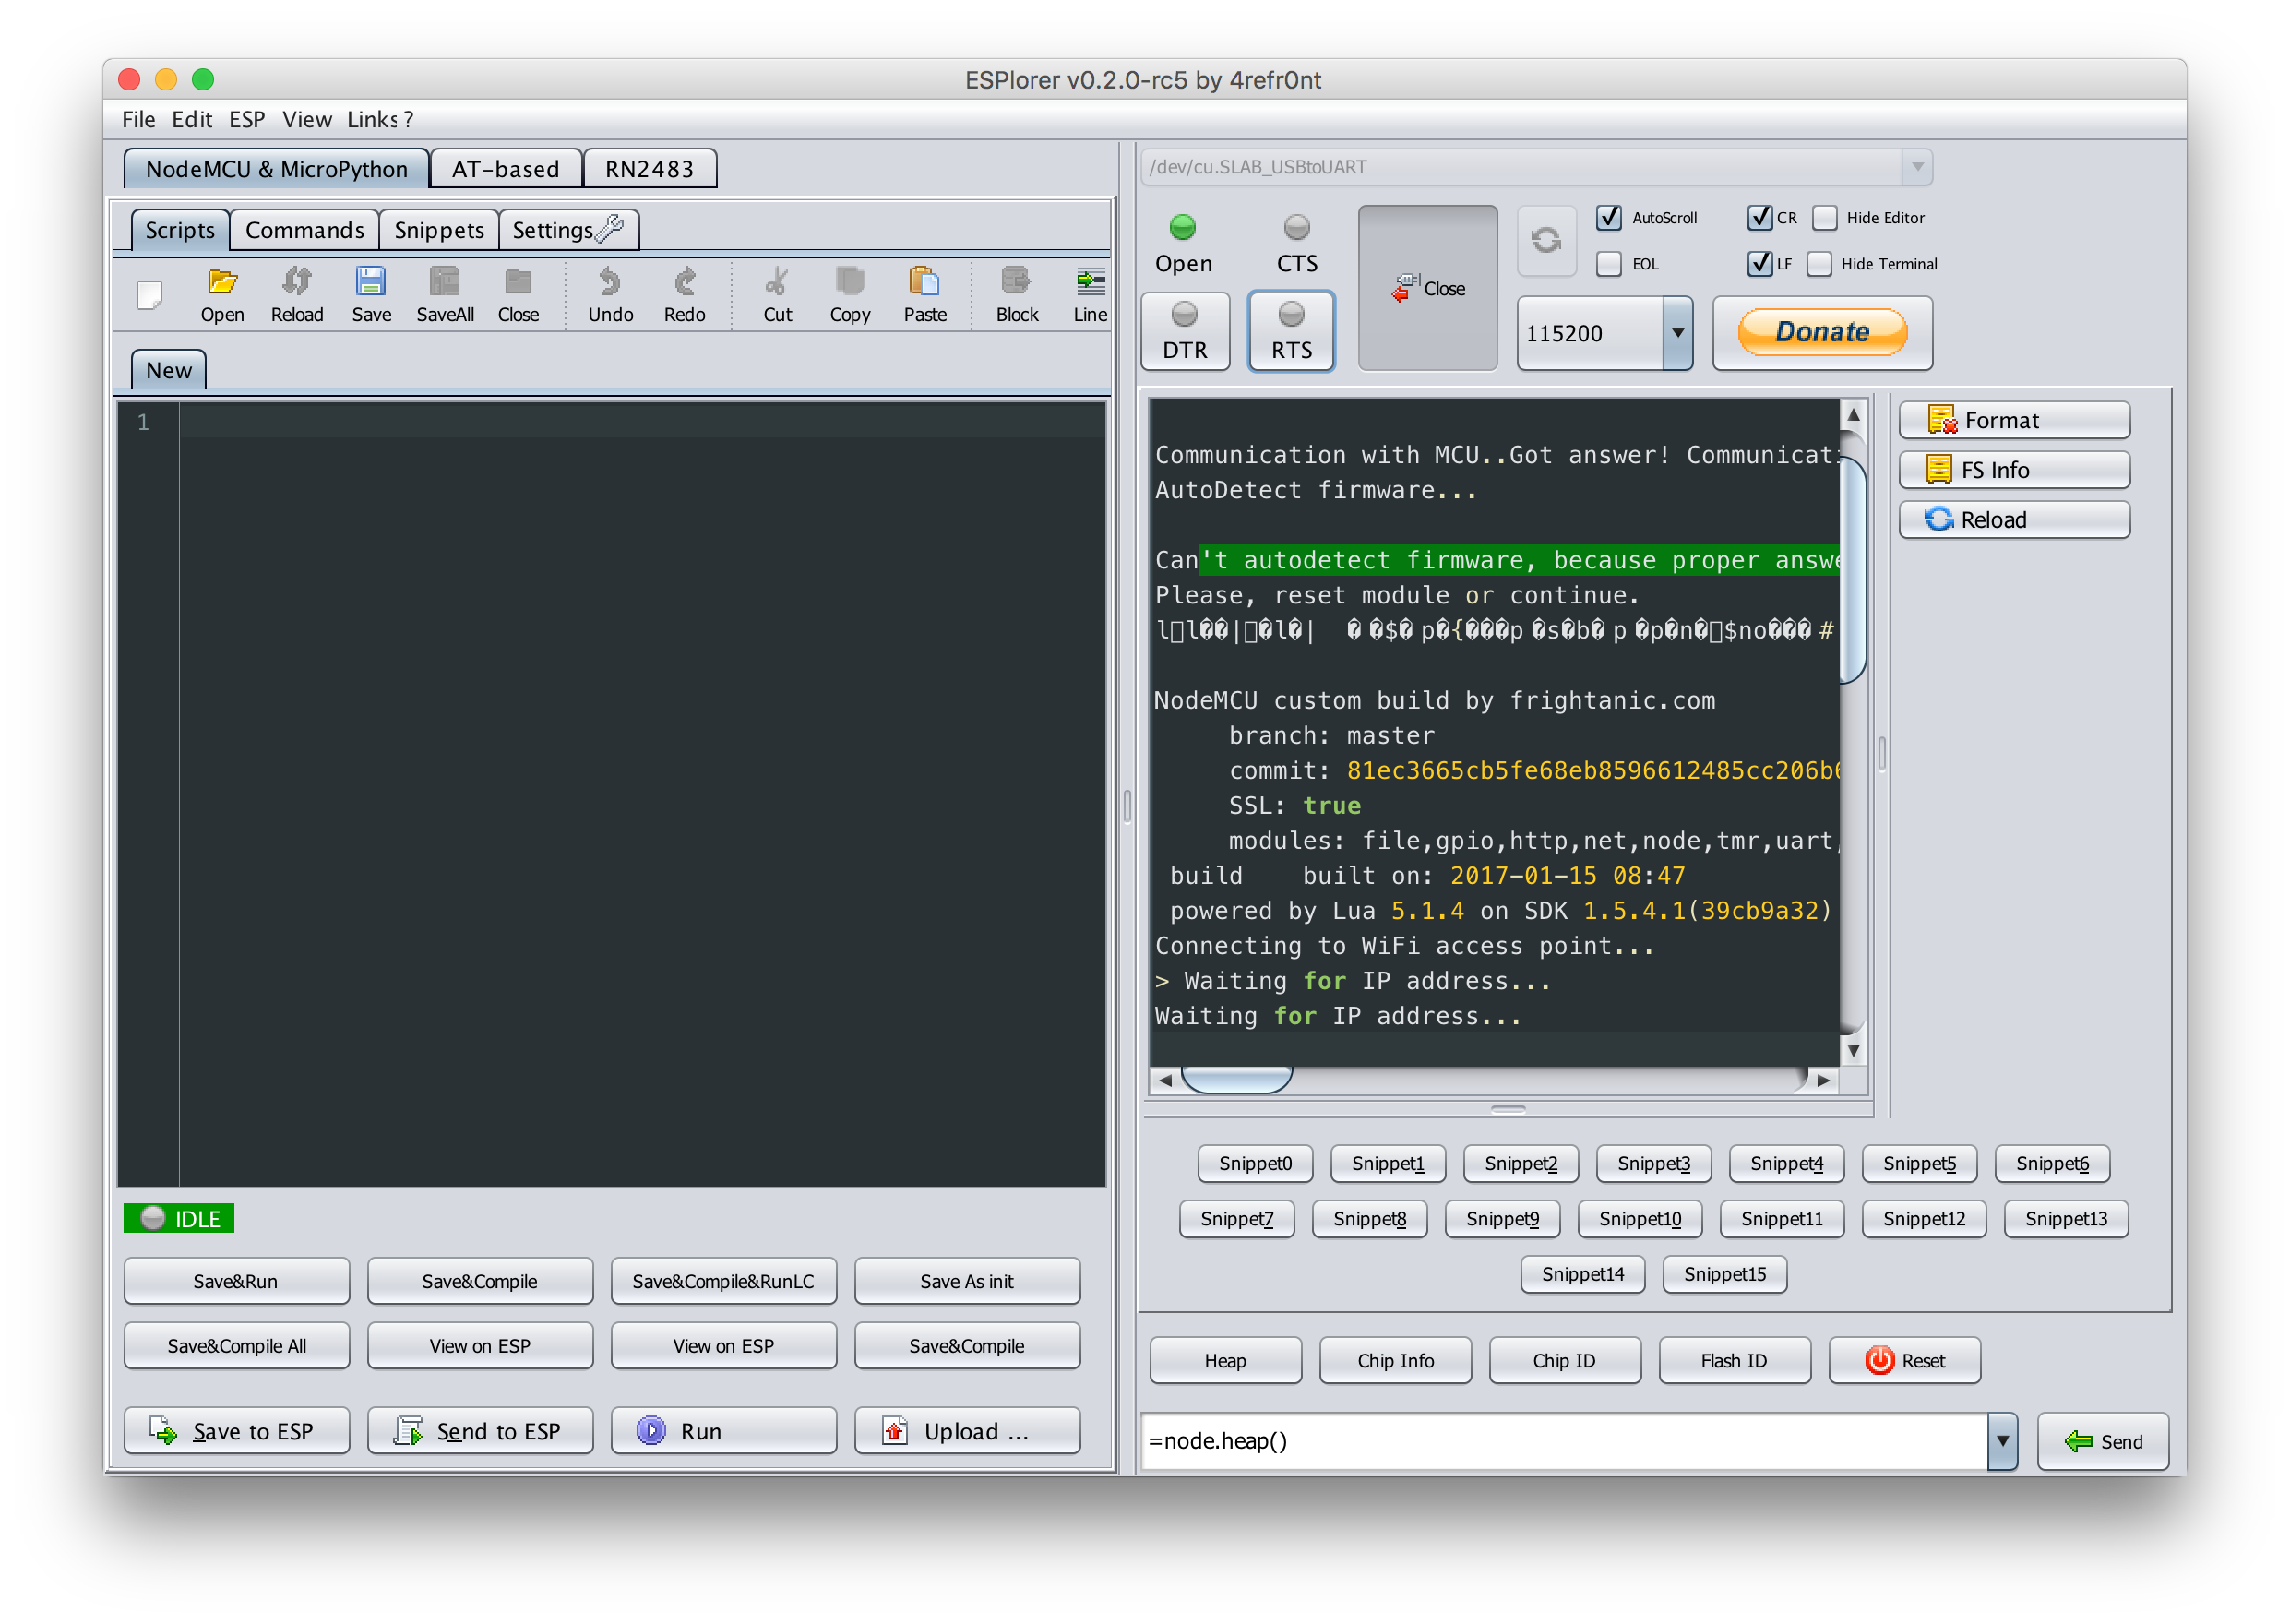 ESPlorer v0.2.0-rc5 by 4refr0nt
File Edit ESP View Links ?
NodeMCU & MicroPython AT-based RN2483
Scripts Commands Snippets Settings
Open Reload Save SaveAll Close Undo Redo Cut Copy Paste Block Line
New
1
IDLE
Save&Run Save&Compile Save&Compile&RunLC Save As init
Save&Compile All View on ESP View on ESP Save&Compile
Save to ESP Send to ESP Run Upload ...
/dev/cu.SLAB_USBtoUART
Open CTS Close AutoScroll CR Hide Editor
EOL LF Hide Terminal
DTR RTS 115200 Donate
Communication with MCU..Got answer! Communicati
AutoDetect firmware...
Can't autodetect firmware, because proper answe
Please, reset module or continue.
NodeMCU custom build by frightanic.com
branch: master
commit: 81ec3665cb5fe68eb8596612485cc206b6
SSL: true
modules: file,gpio,http,net,node,tmr,uart,
build built on: 2017-01-15 08:47
powered by Lua 5.1.4 on SDK 1.5.4.1(39cb9a32)
Connecting to WiFi access point...
> Waiting for IP address...
Waiting for IP address...
Format
FS Info
Reload
Snippet0 Snippet1 Snippet2 Snippet3 Snippet4 Snippet5 Snippet6
Snippet7 Snippet8 Snippet9 Snippet10 Snippet11 Snippet12 Snippet13
Snippet14 Snippet15
Heap Chip Info Chip ID Flash ID Reset
=node.heap() Send